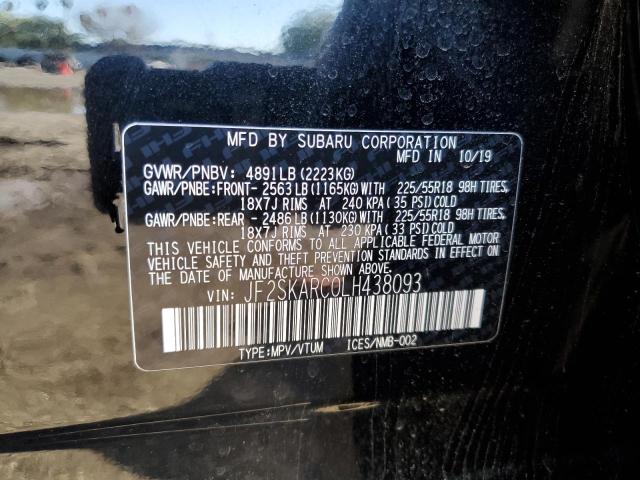 MFD BY SUBARU CORPORATION
MFD IN 10/19
GVWR/PNBV: 4891LB(2223KG)
GAWR/PNBE:FRONT- 2563LB(1165KG)WITH 225/55R18 98H TIRES,
18X7J RIMS AT 240 KPA (35 PSI)COLD
GAWR/PNBE:REAR - 2486LB(1130KG)WITH 225/55R18 98H TIRES,
18X7J RIMS AT 230 KPA (33 PSI)COLD
THIS VEHICLE CONFORMS TO ALL APPLICABLE FEDERAL MOTOR
VEHICLE SAFETY AND THEFT PREVENTION STANDARDS IN EFFECT ON
THE DATE OF MANUFACTURE SHOWN ABOVE.
VIN: JF2SKARC0LH438093
TYPE:MPV/VTUM ICES/NMB-002